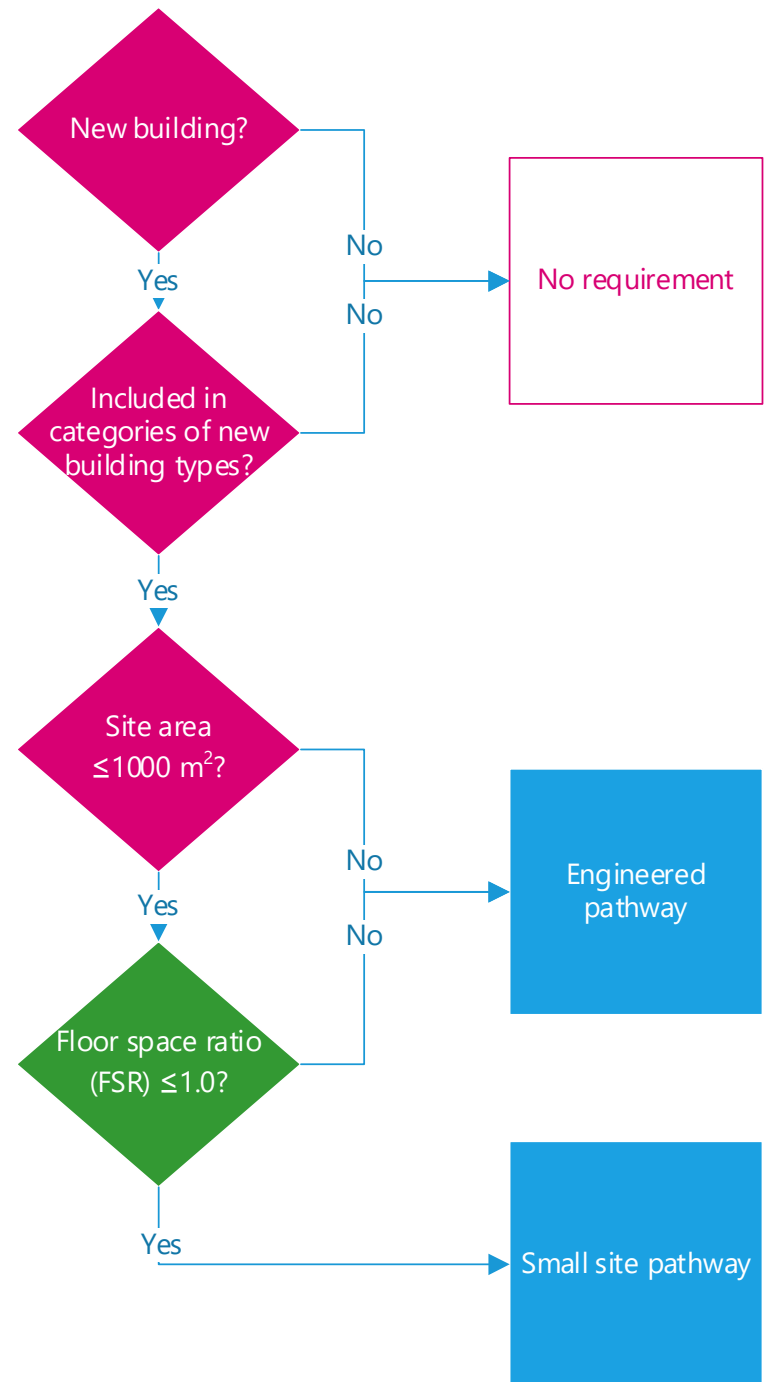 New building?
No
Yes
No requirement
No
Included in
categories of new
building types?
Yes
Site area
≤1000 m²?
No
Engineered
pathway
Yes
No
Floor space ratio
(FSR) ≤1.0?
Yes
Small site pathway